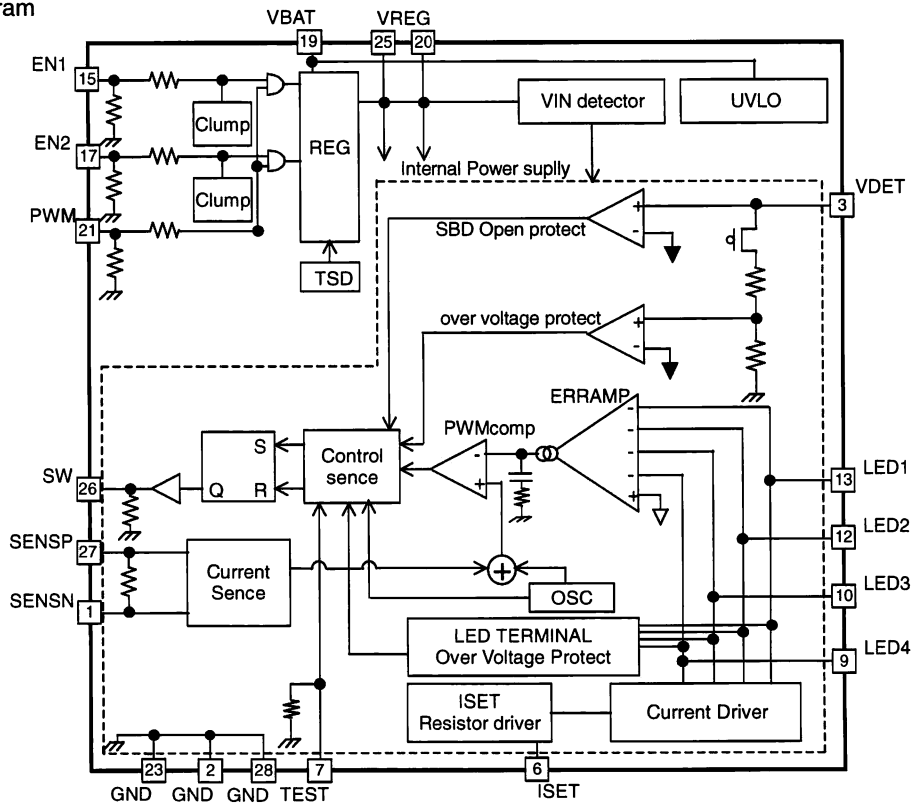 ram
VBAT
VREG
19
25
20
EN1
15
Clump
VIN detector
UVLO
EN2
17
REG
Clump
Internal Power suplly
VDET
PWM
21
3
+
-
SBD Open protect
TSD
over voltage protect
+
-
ERRAMP
PWMcomp
-
-
-
-
+
-
+
S
Q
R
Control
sence
SW
26
LED1
13
LED2
12
SENSP
27
Current
Sence
+
OSC
LED3
10
SENSN
1
LED TERMINAL
Over Voltage Protect
LED4
9
ISET
Resistor driver
Current Driver
23
2
28
7
6
GND
GND
GND
TEST
ISET